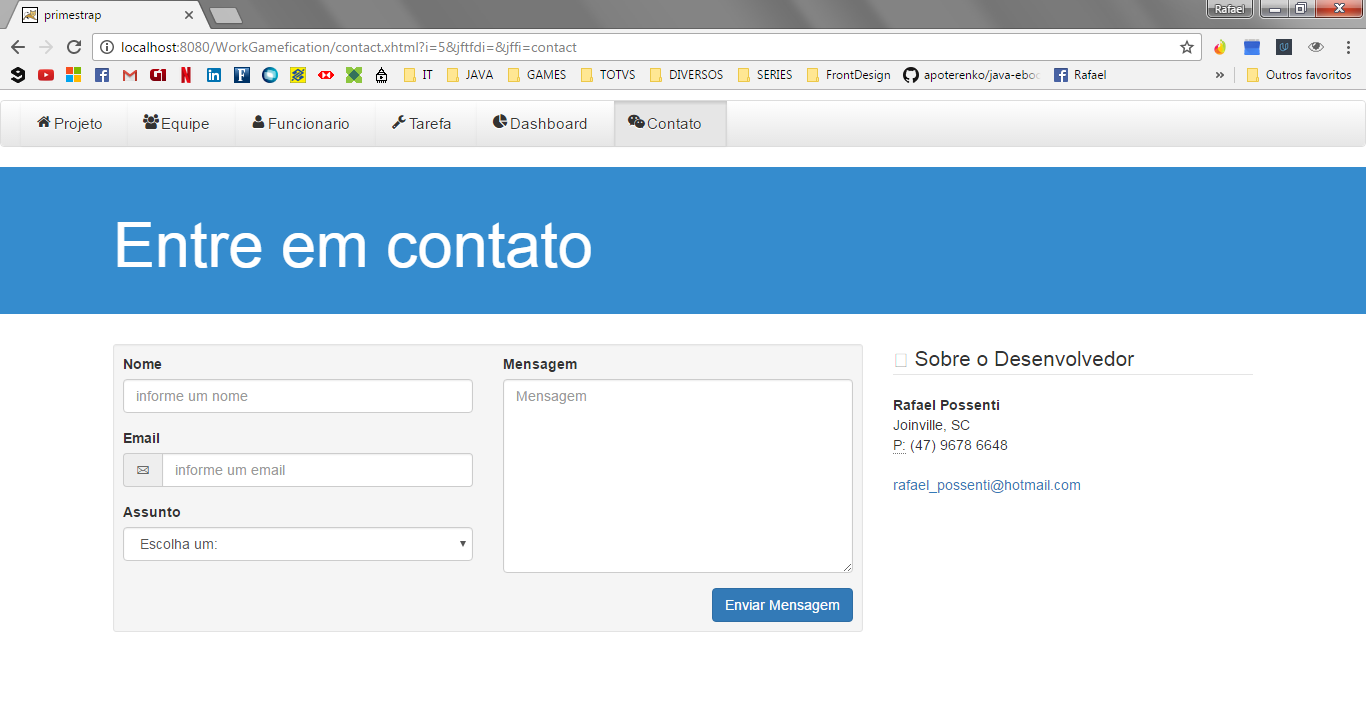 primestrap
Rafael
localhost:8080/WorkGamefication/contact.xhtml?i=5&jftfdi=&jffi=contact
IT JAVA GAMES TOTVS DIVERSOS SERIES FrontDesign apoterenko/java-eboo Rafael » Outros favoritos
Projeto Equipe Funcionario Tarefa Dashboard Contato
Entre em contato
Nome
informe um nome
Email
informe um email
Assunto
Escolha um:
Mensagem
Mensagem
Enviar Mensagem
Sobre o Desenvolvedor
Rafael Possenti
Joinville, SC
P: (47) 9678 6648
rafael_possenti@hotmail.com